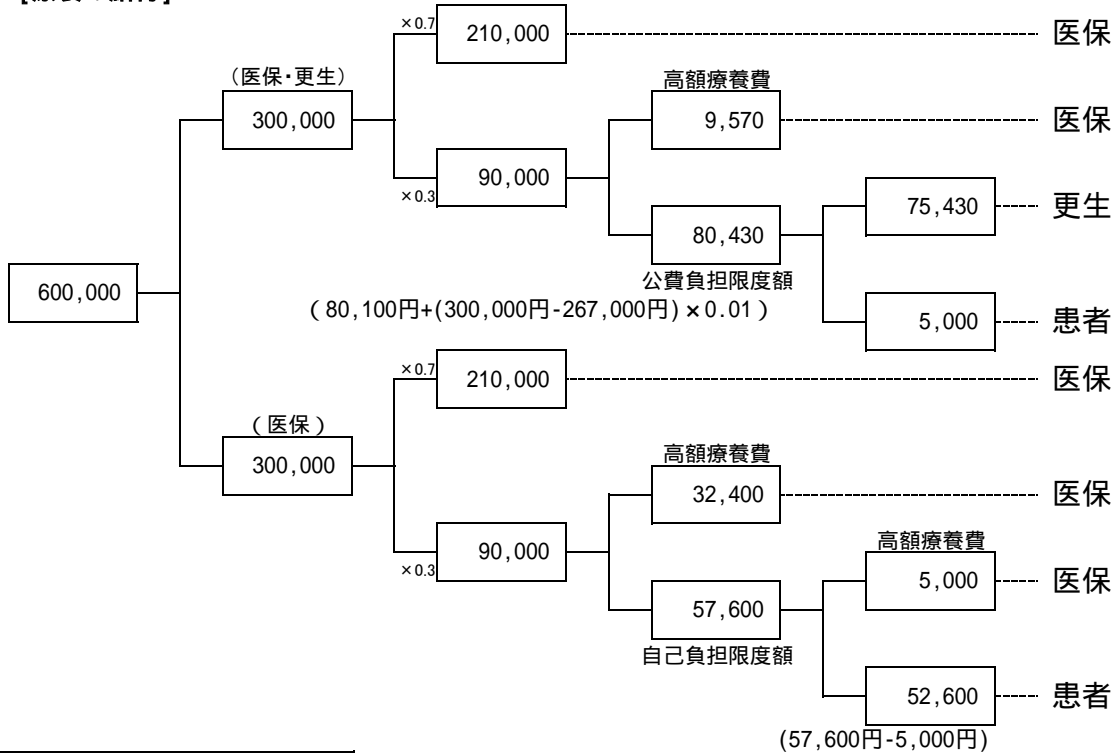 ×0.7
210,000
医保
(医保・更生)
300,000
高額療養費
9,570
医保
×0.3
90,000
75,430
更生
80,430
公費負担限度額
600,000
(80,100円+(300,000円-267,000円)×0.01)
5,000
患者
×0.7
210,000
医保
(医保)
300,000
高額療養費
32,400
医保
×0.3
90,000
高額療養費
5,000
医保
57,600
自己負担限度額
52,600
患者
(57,600円-5,000円)